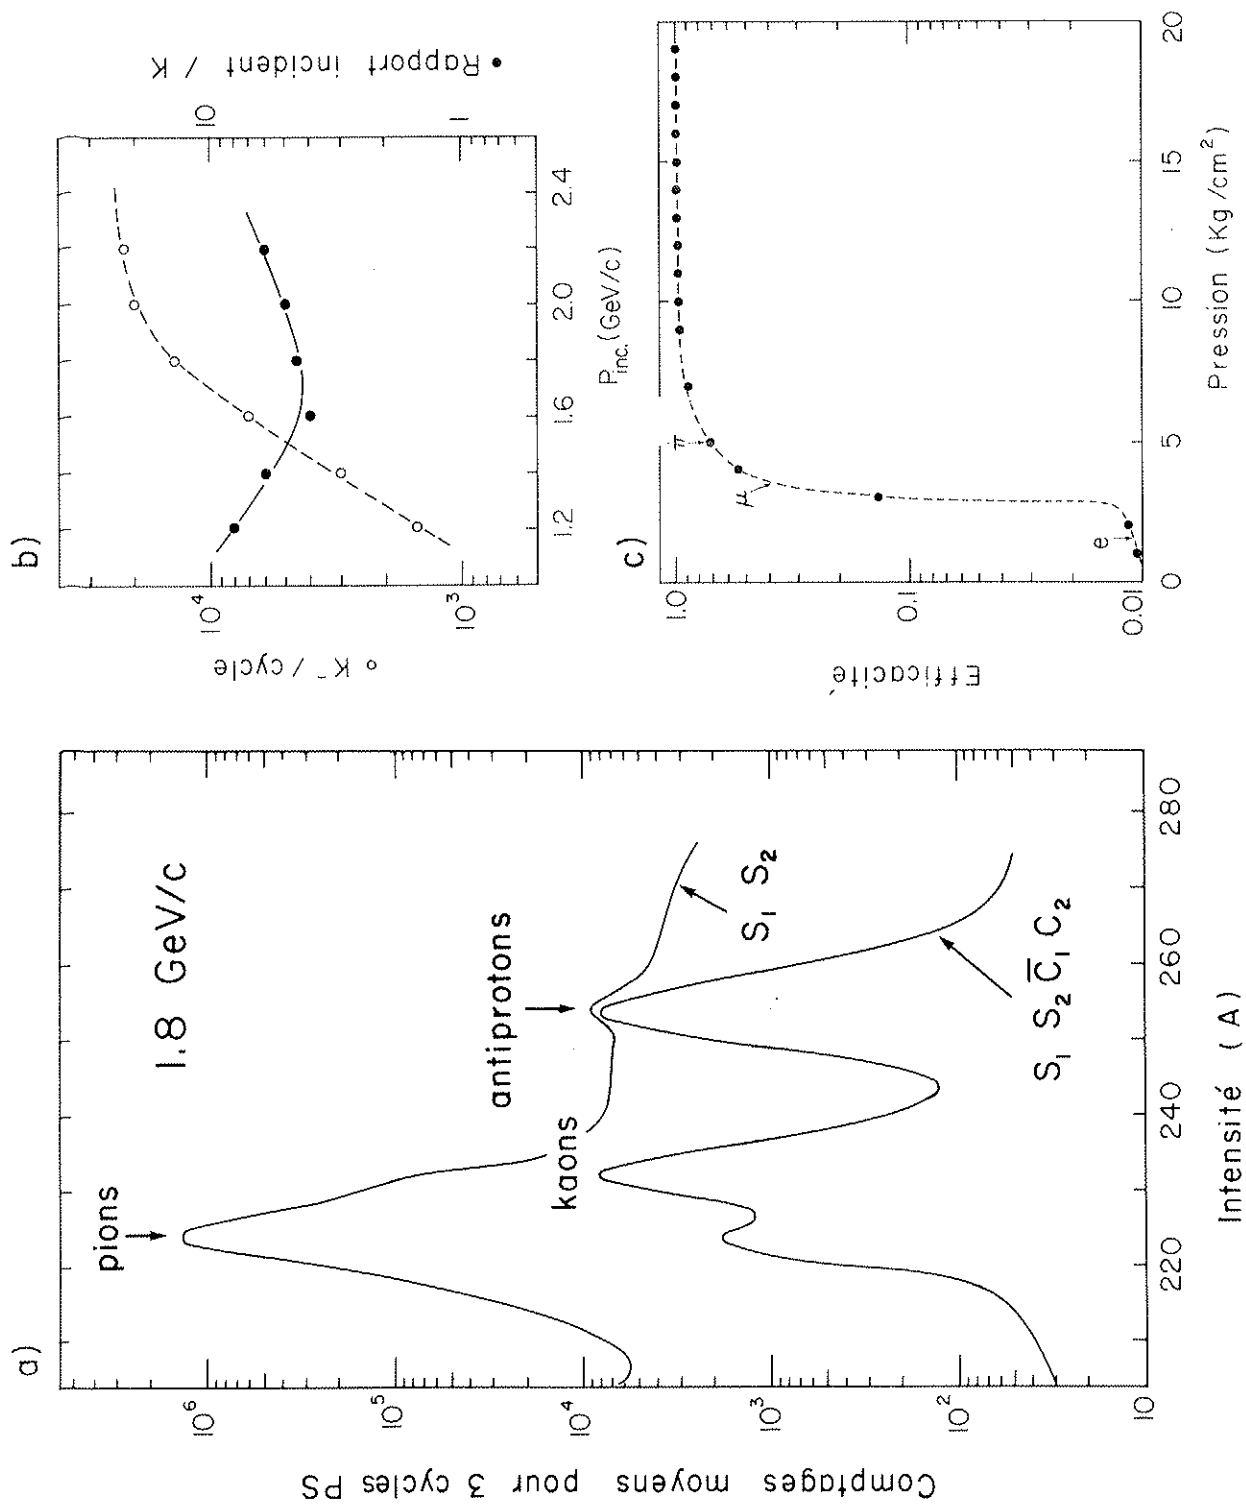 a)
Comptages moyens pour 3 cycles PS
10⁶
10⁵
10⁴
10³
10²
10
pions
1.8 GeV/c
antiprotons
kaons
S₁ S₂
S₁ S₂ C̅₁ C₂
220
240
260
280
Intensité (A)
b)
○ K⁻/cycle
10⁴
10³
• Rapport incident / K
10
1
1.2
1.6
2.0
2.4
Pinc.(GeV/c)
c)
Efficacité
1.0
0.1
0.01
π
μ
e
0
5
10
15
20
Pression (Kg/cm²)